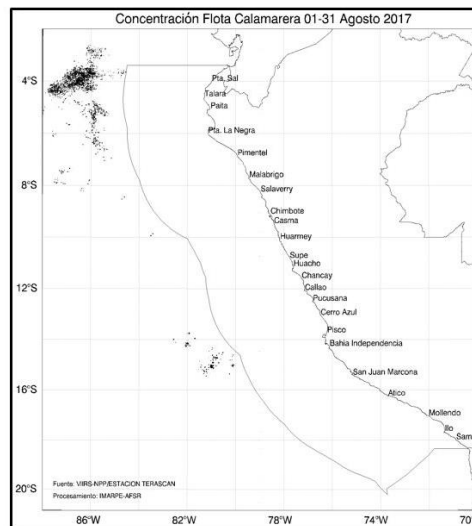 Concentración Flota Calamarera 01-31 Agosto 2017
4°S
8°S
12°S
16°S
20°S
Pta. Sal
Talara
Paita
Pta. La Negra
Pimentel
Malabrigo
Salaverry
Chimbote
Casma
Huarmey
Supe
Huacho
Chancay
Callao
Pucusana
Cerro Azul
Pisco
Bahia Independencia
San Juan Marcona
Atico
Mollendo
Ilo
Sam
Fuente: VIIRS-NPP/ESTACION TERASCAN
Procesamiento: IMARPE-AFSR
86°W
82°W
78°W
74°W
70°